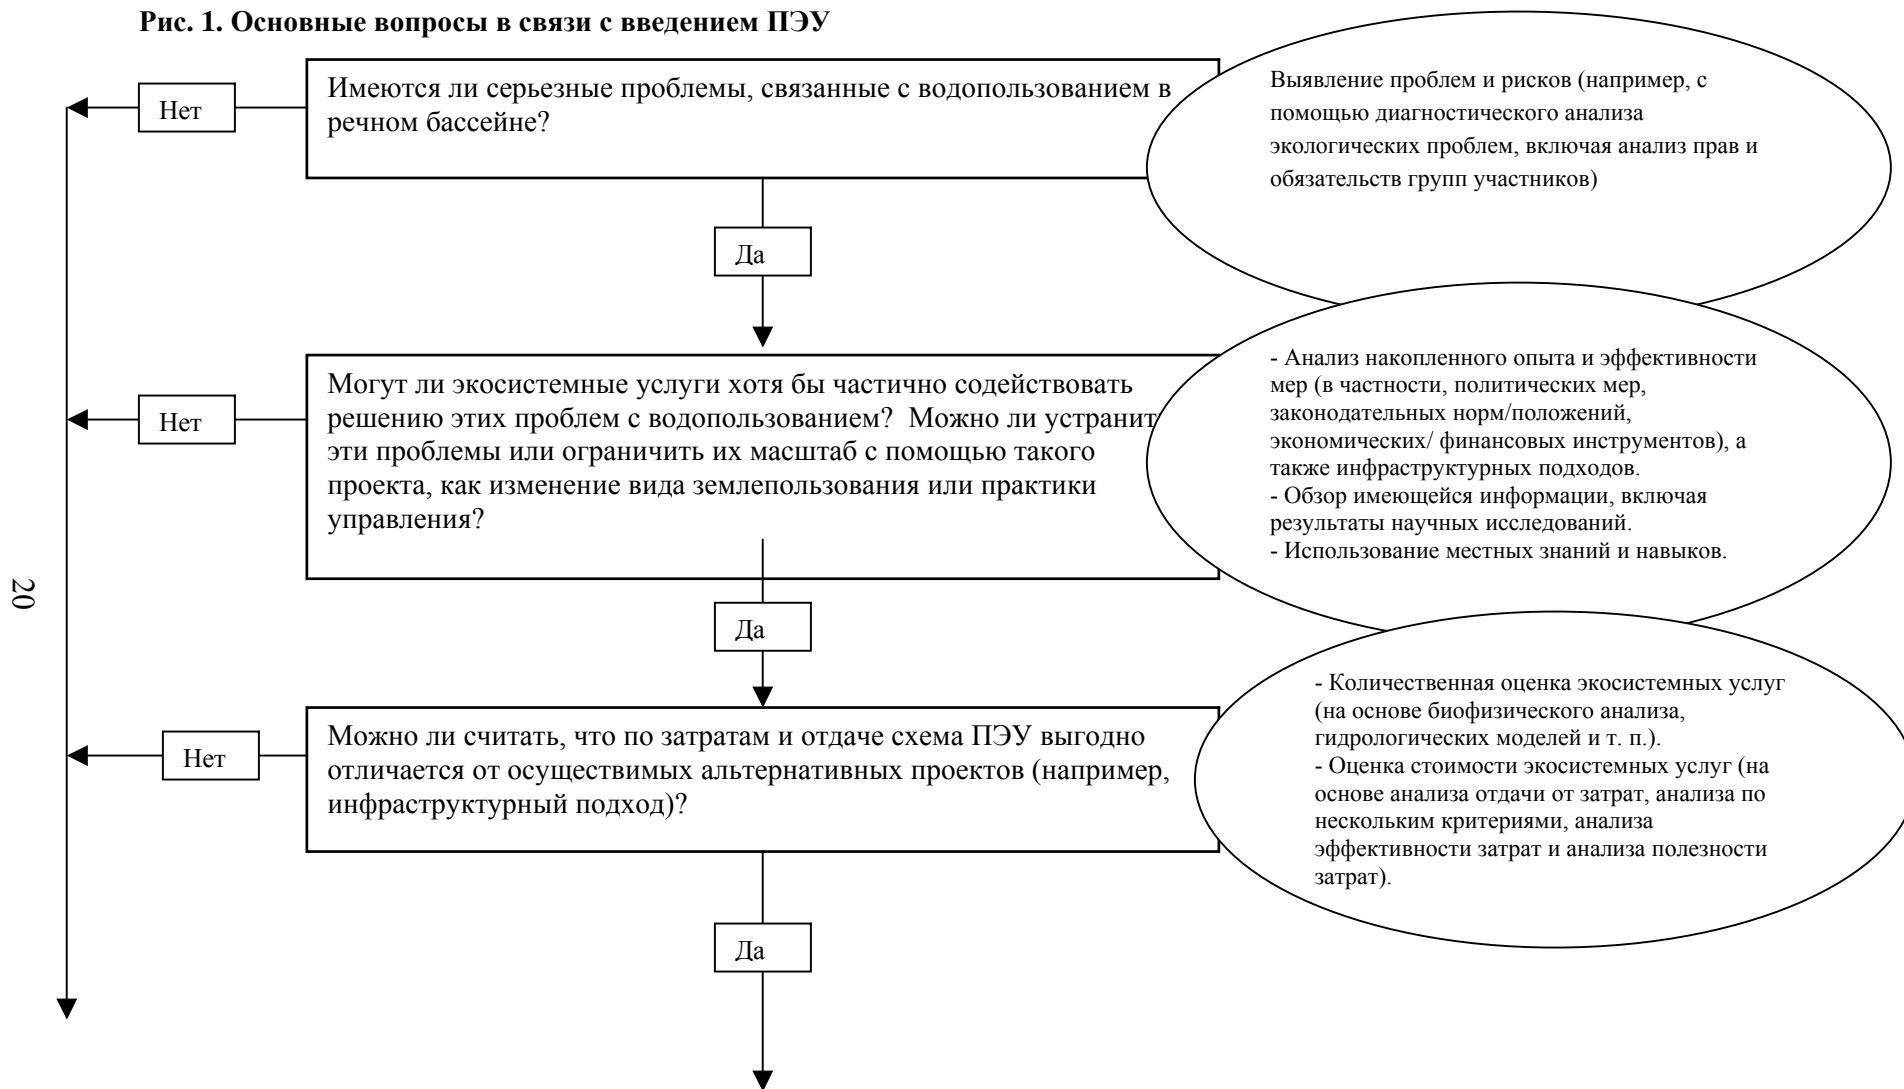 Рис. 1. Основные вопросы в связи с введением ПЭУ
Нет
Имеются ли серьезные проблемы, связанные с водопользованием в
речном бассейне?
Выявление проблем и рисков (например, с
помощью диагностического анализа
экологических проблем, включая анализ прав и
обязательств групп участников)
Да
Нет
Могут ли экосистемные услуги хотя бы частично содействовать
решению этих проблем с водопользованием? Можно ли устранит
эти проблемы или ограничить их масштаб с помощью такого
проекта, как изменение вида землепользования или практики
управления?
- Анализ накопленного опыта и эффективности
мер (в частности, политических мер,
законодательных норм/положений,
экономических/ финансовых инструментов), а
также инфраструктурных подходов.
- Обзор имеющейся информации, включая
результаты научных исследований.
- Использование местных знаний и навыков.
20
Да
Нет
Можно ли считать, что по затратам и отдаче схема ПЭУ выгодно
отличается от осуществимых альтернативных проектов (например,
инфраструктурный подход)?
- Количественная оценка экосистемных услуг
(на основе биофизического анализа,
гидрологических моделей и т. п.).
- Оценка стоимости экосистемных услуг (на
основе анализа отдачи от затрат, анализа по
нескольким критериями, анализа
эффективности затрат и анализа полезности
затрат).
Да